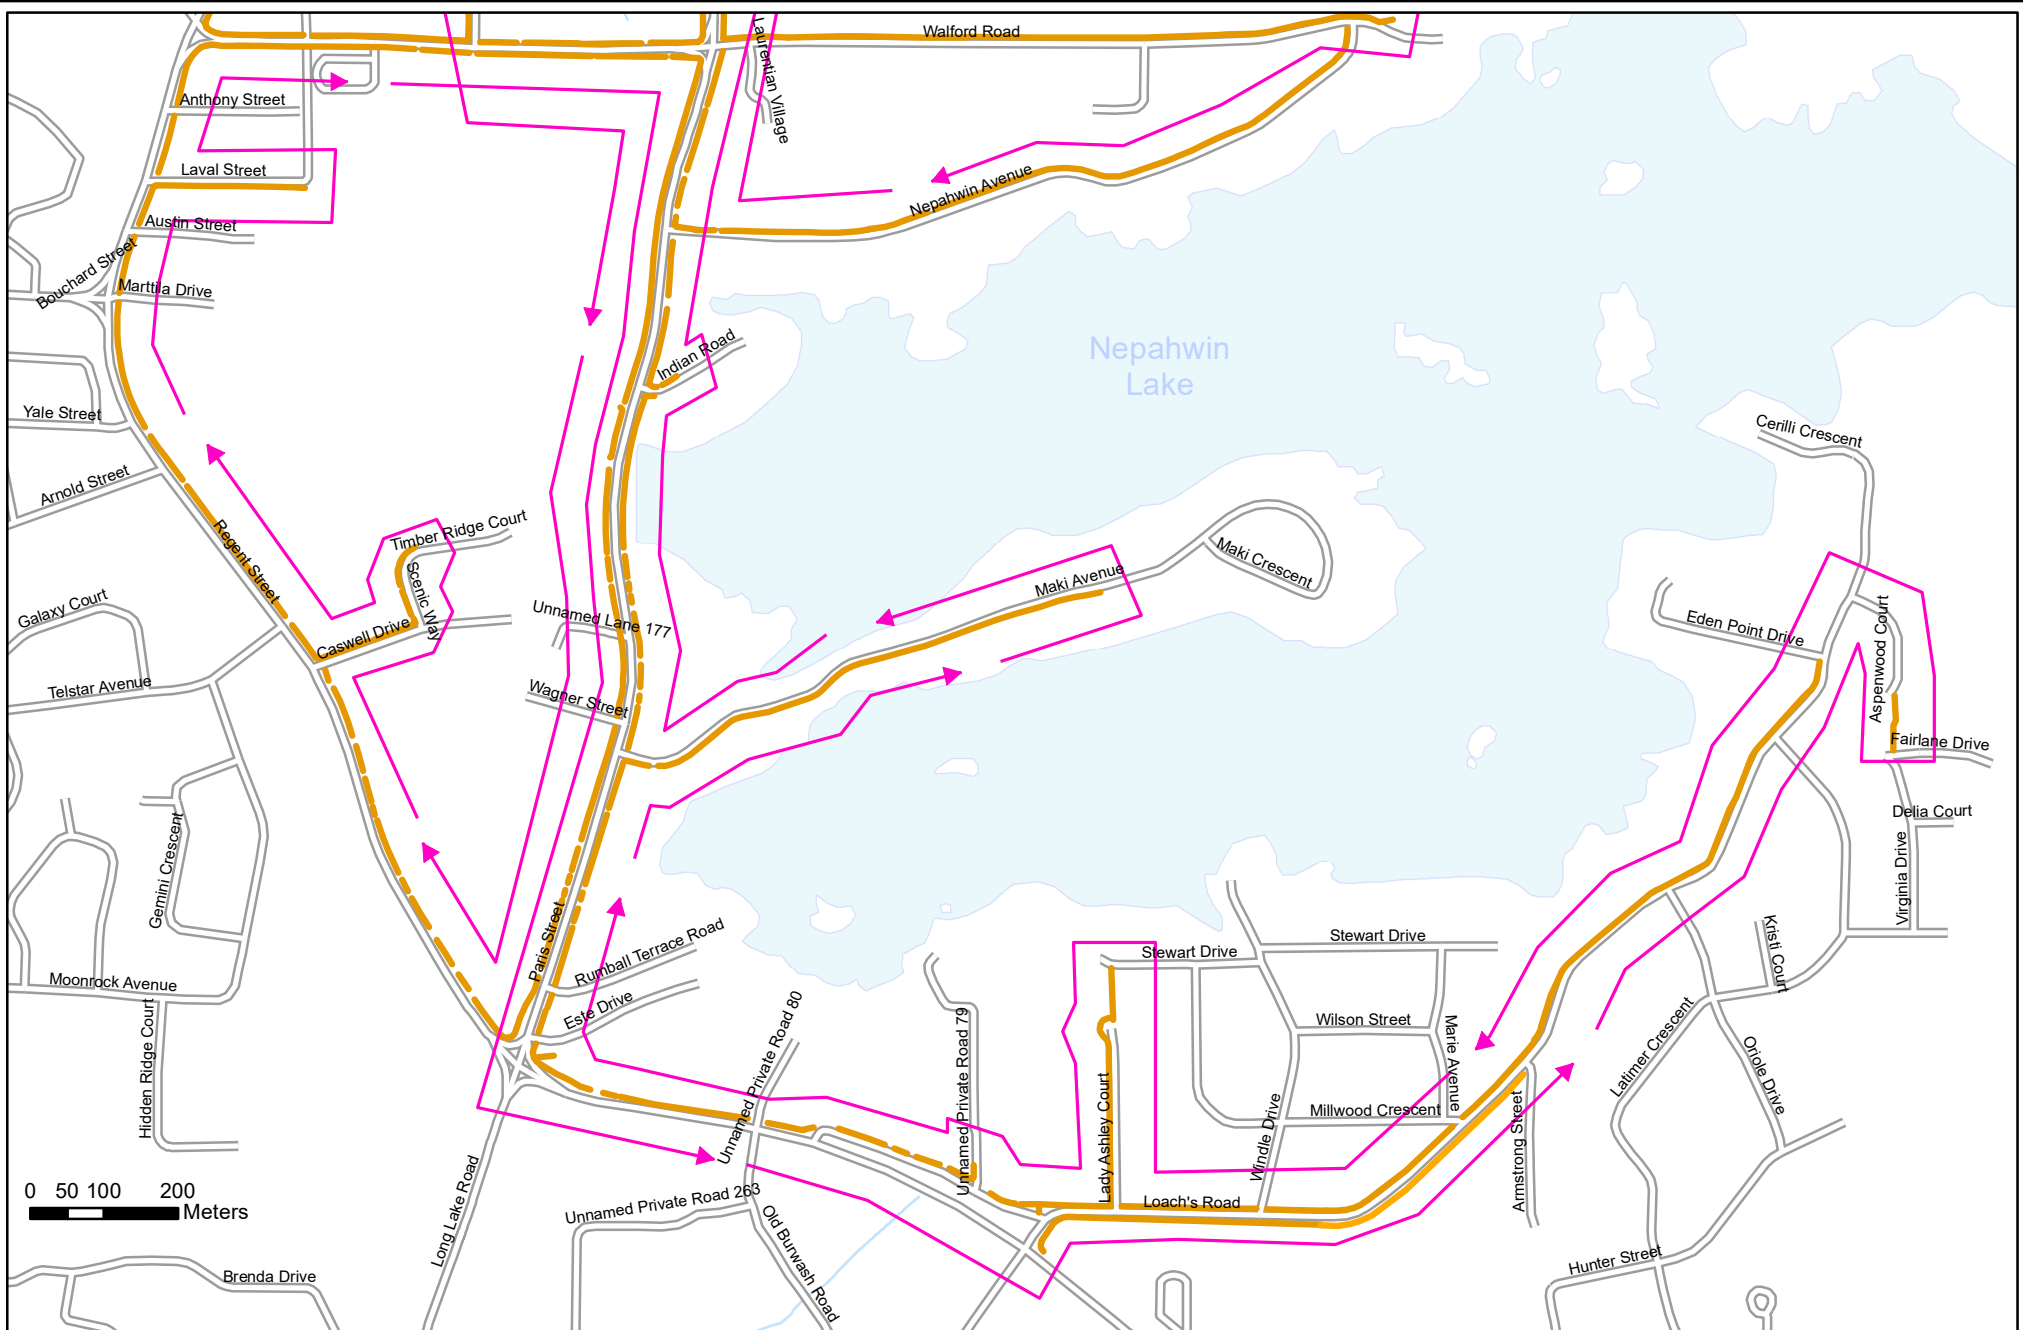 Walford Road
Laurentian Village
Anthony Street
Laval Street
Nepahwin Avenue
Austin Street
Bouchard Street
Marttila Drive
Indian Road
Nepahwin
Lake
Yale Street
Cerilli Crescent
Arnold Street
Regent Street
Timber Ridge Court
Scenic Way
Maki Crescent
Maki Avenue
Galaxy Court
Unnamed Lane 177
Caswell Drive
Eden Point Drive
Aspenwood Court
Telstar Avenue
Wagner Street
Fairlane Drive
Delia Court
Gemini Crescent
Virginia Drive
Paris Street
Rumball Terrace Road
Stewart Drive
Stewart Drive
Kristi Court
Moonrock Avenue
Este Drive
Hidden Ridge Court
Unnamed Private Road 80
Unnamed Private Road 79
Wilson Street
Marie Avenue
Latimer Crescent
Oriole Drive
Lady Ashley Court
Windle Drive
Millwood Crescent
Armstrong Street
0 50 100 200
Meters
Long Lake Road
Unnamed Private Road 263
Loach's Road
Old Burwash Road
Hunter Street
Brenda Drive